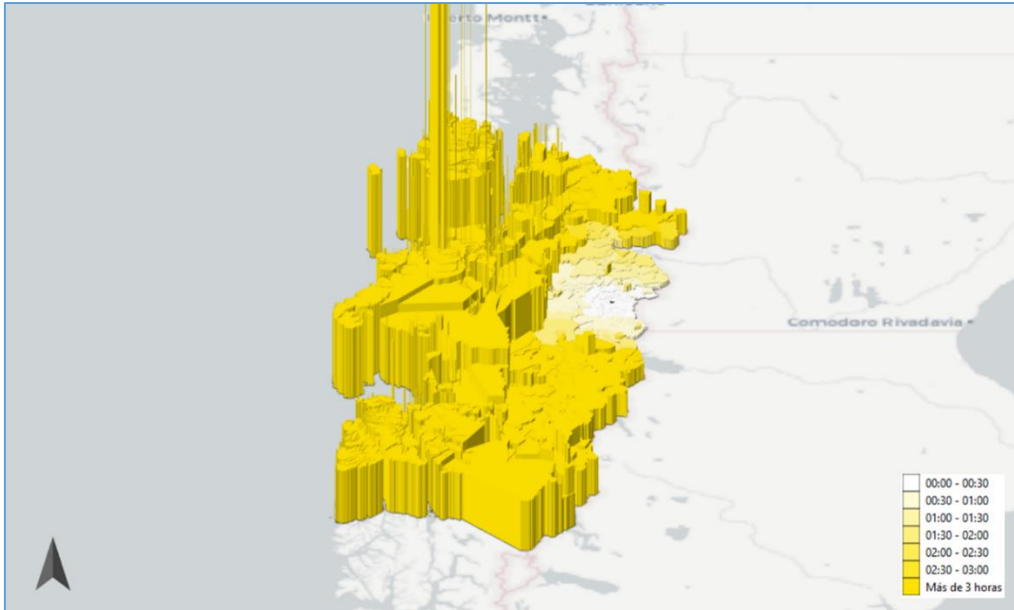 erto Montt
Comodoro Rivadavia
00:00 - 00:30
00:30 - 01:00
01:00 - 01:30
01:30 - 02:00
02:00 - 02:30
02:30 - 03:00
Más de 3 horas